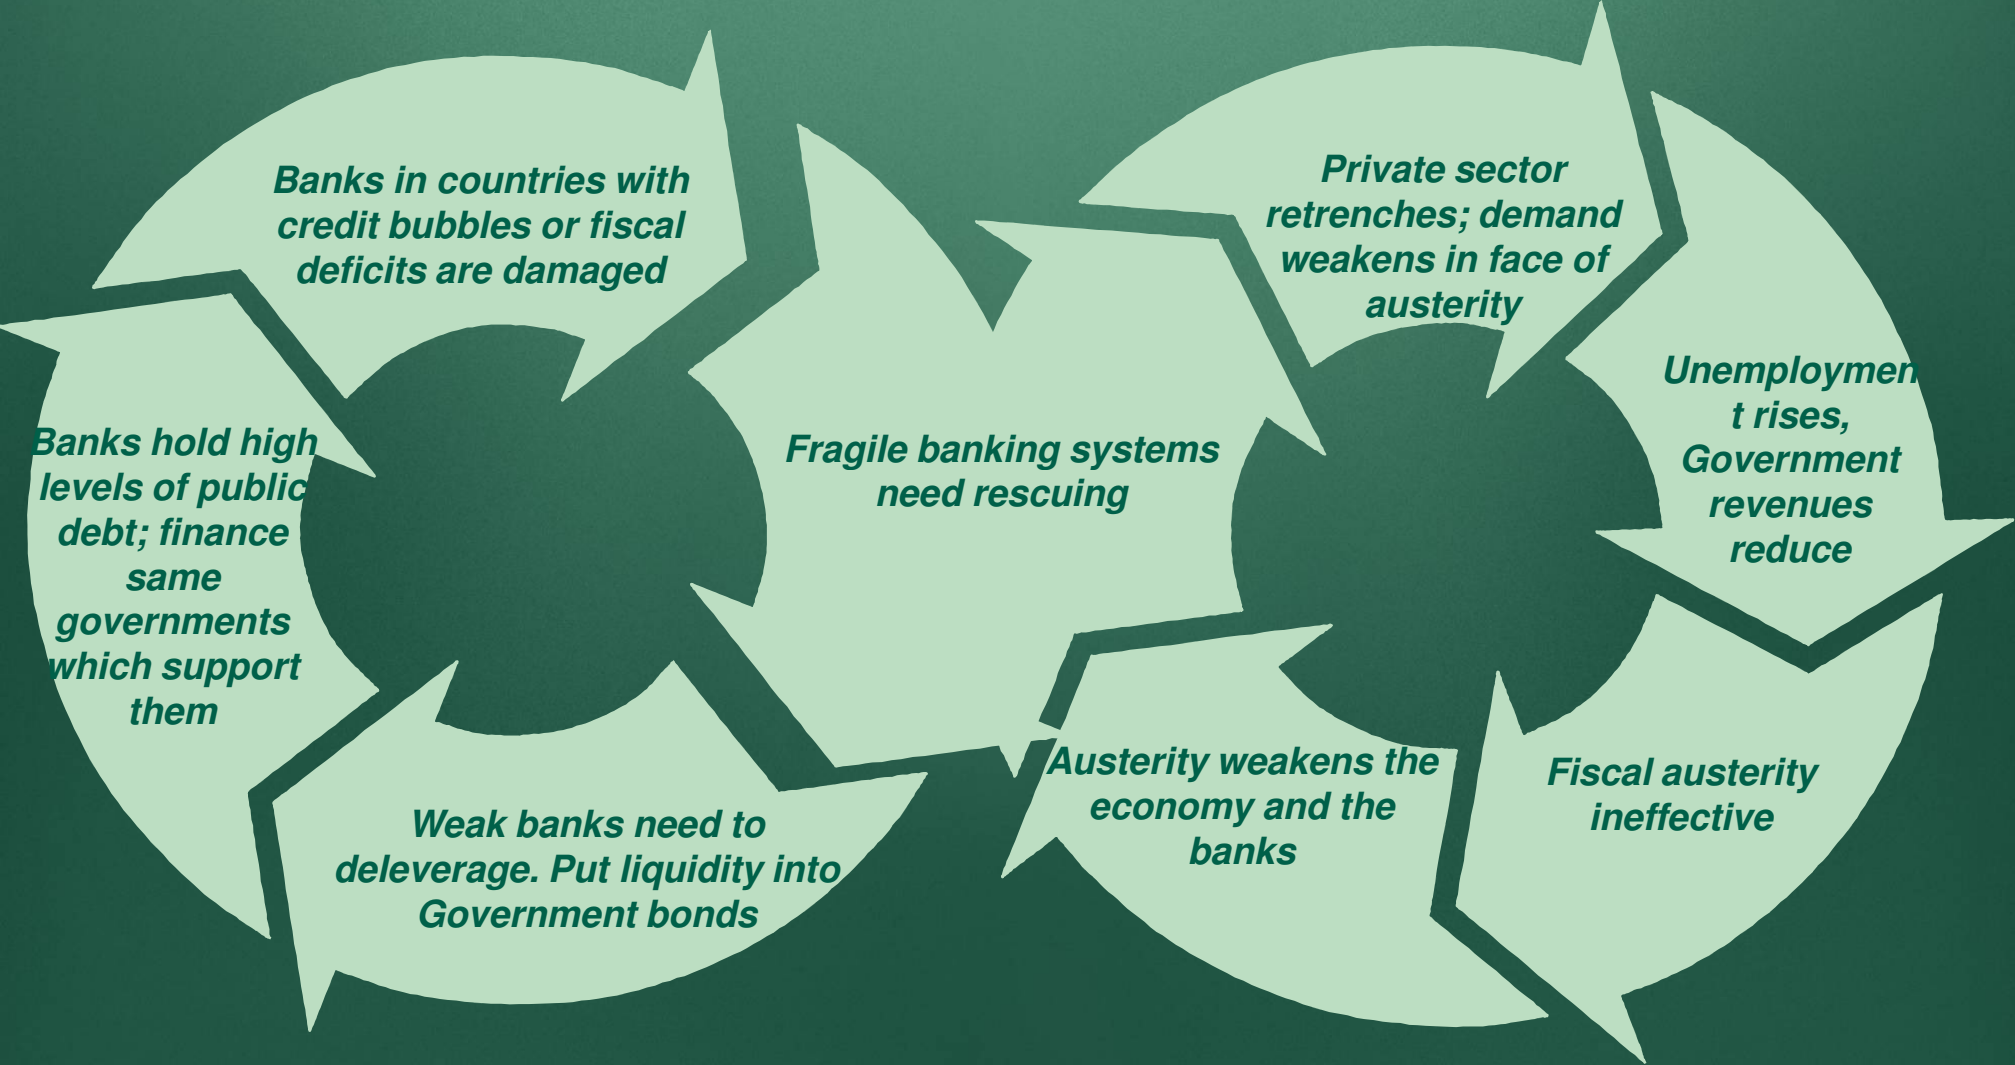 Banks in countries with
credit bubbles or fiscal
deficits are damaged
Private sector
retrenches; demand
weakens in face of
austerity
Banks hold high
levels of public
debt; finance
same
governments
which support
them
Fragile banking systems
need rescuing
Unemploymen
t rises,
Government
revenues
reduce
Weak banks need to
deleverage. Put liquidity into
Government bonds
Austerity weakens the
economy and the
banks
Fiscal austerity
ineffective